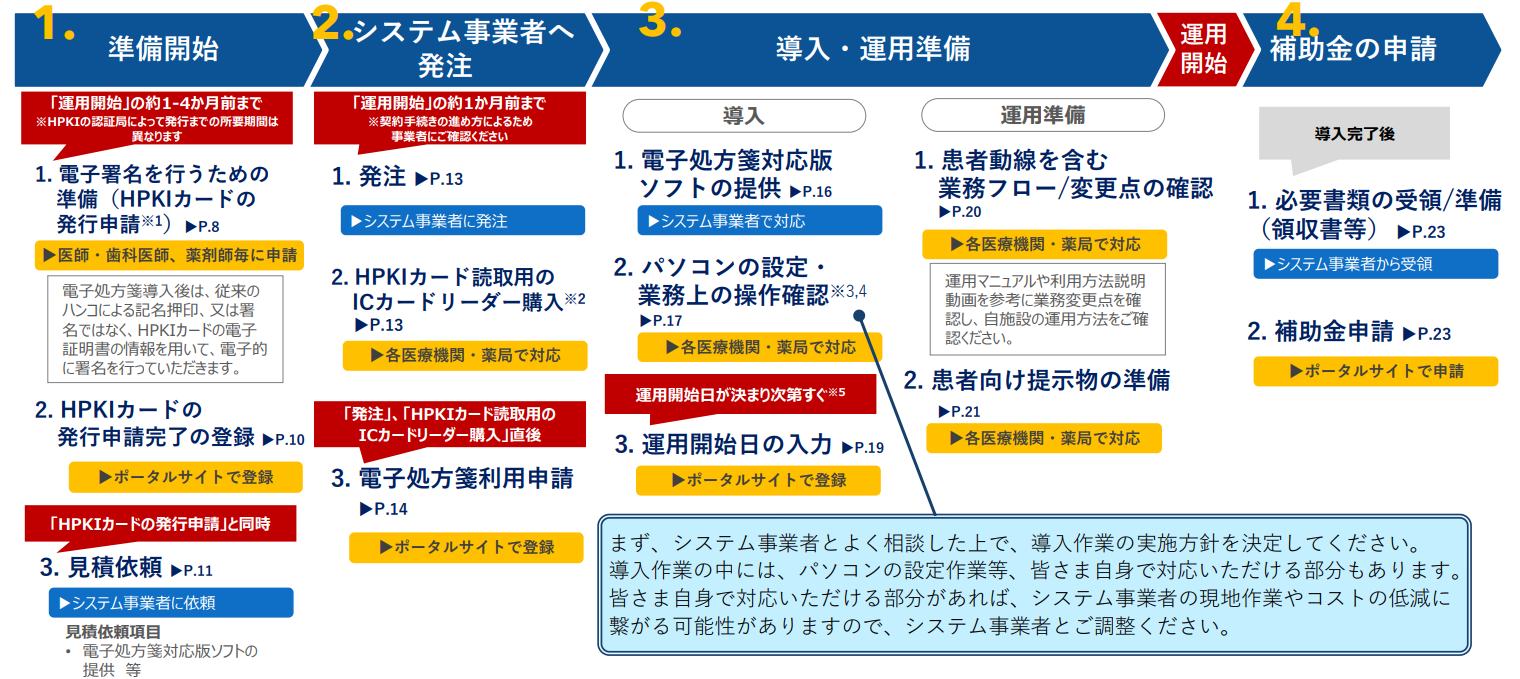 1.
準備開始
「運用開始」の約1-4か月前まで
※HPKIの認証局によって発行までの所要期間は
異なります
1. 電子署名を行うための
準備（HPKIカードの
発行申請※1） ▶P.8
▶医師・歯科医師、薬剤師毎に申請
電子処方箋導入後は、従来の
ハンコによる記名押印、又は署
名ではなく、HPKIカードの電子
証明書の情報を用いて、電子的
に署名を行っていただきます。
2. HPKIカードの
発行申請完了の登録 ▶P.10
▶ポータルサイトで登録
「HPKIカードの発行申請」と同時
3. 見積依頼 ▶P.11
▶システム事業者に依頼
見積依頼項目
• 電子処方箋対応版ソフトの
提供 等
2.
システム事業者へ
発注
「運用開始」の約1か月前まで
※契約手続きの進め方によるため
事業者にご確認ください
1. 発注 ▶P.13
▶システム事業者に発注
2. HPKIカード読取用の
ICカードリーダー購入※2
▶P.13
▶各医療機関・薬局で対応
「発注」、「HPKIカード読取用の
ICカードリーダー購入」直後
3. 電子処方箋利用申請
▶P.14
▶ポータルサイトで登録
3.
導入・運用準備
導入
1. 電子処方箋対応版
ソフトの提供 ▶P.16
▶システム事業者で対応
2. パソコンの設定・
業務上の操作確認※3,4
▶P.17
▶各医療機関・薬局で対応
運用開始日が決まり次第すぐ※5
3. 運用開始日の入力 ▶P.19
▶ポータルサイトで登録
運用準備
1. 患者動線を含む
業務フロー/変更点の確認
▶P.20
▶各医療機関・薬局で対応
運用マニュアルや利用方法説明
動画を参考に業務変更点を確
認し、自施設の運用方法をご確
認ください。
2. 患者向け提示物の準備
▶P.21
▶各医療機関・薬局で対応
まず、システム事業者とよく相談した上で、導入作業の実施方針を決定してください。
導入作業の中には、パソコンの設定作業等、皆さま自身で対応いただける部分もあります。
皆さま自身で対応いただける部分があれば、システム事業者の現地作業やコストの低減に
繋がる可能性がありますので、システム事業者とご調整ください。
運用
開始
4.
補助金の申請
導入完了後
1. 必要書類の受領/準備
（領収書等） ▶P.23
▶システム事業者から受領
2. 補助金申請 ▶P.23
▶ポータルサイトで申請